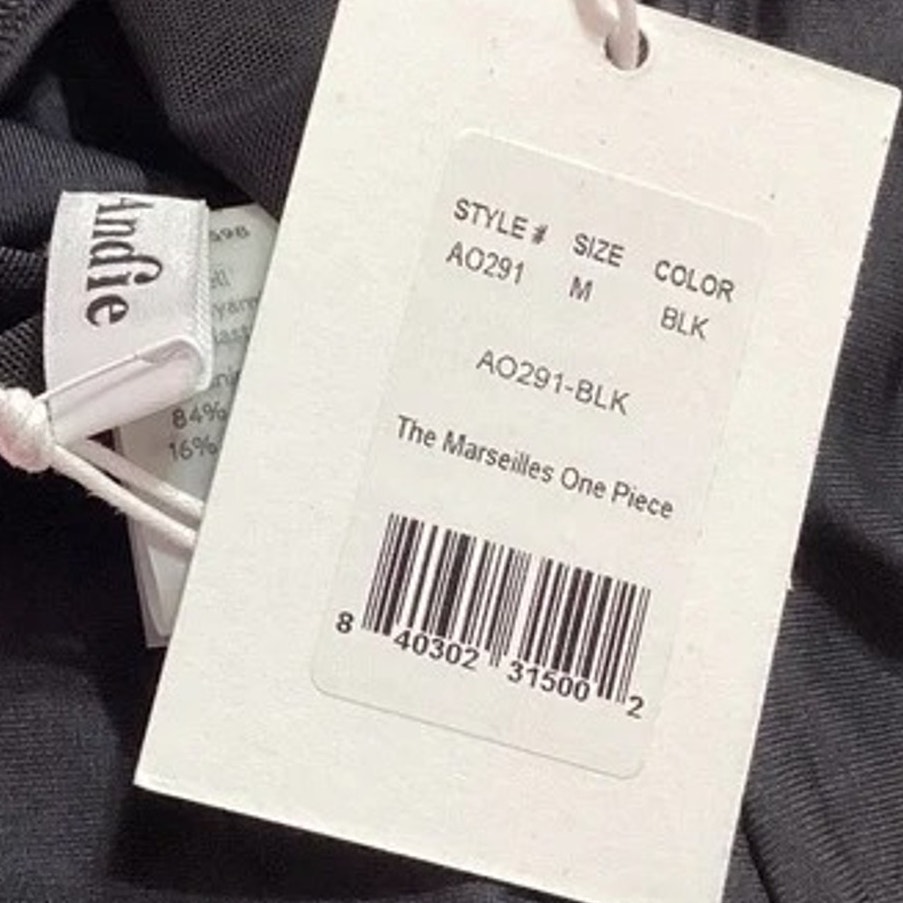 STYLE # SIZE COLOR
AO291 M BLK
AO291-BLK
The Marseilles One Piece
8 40302 31500 2
Andie
84%
16%